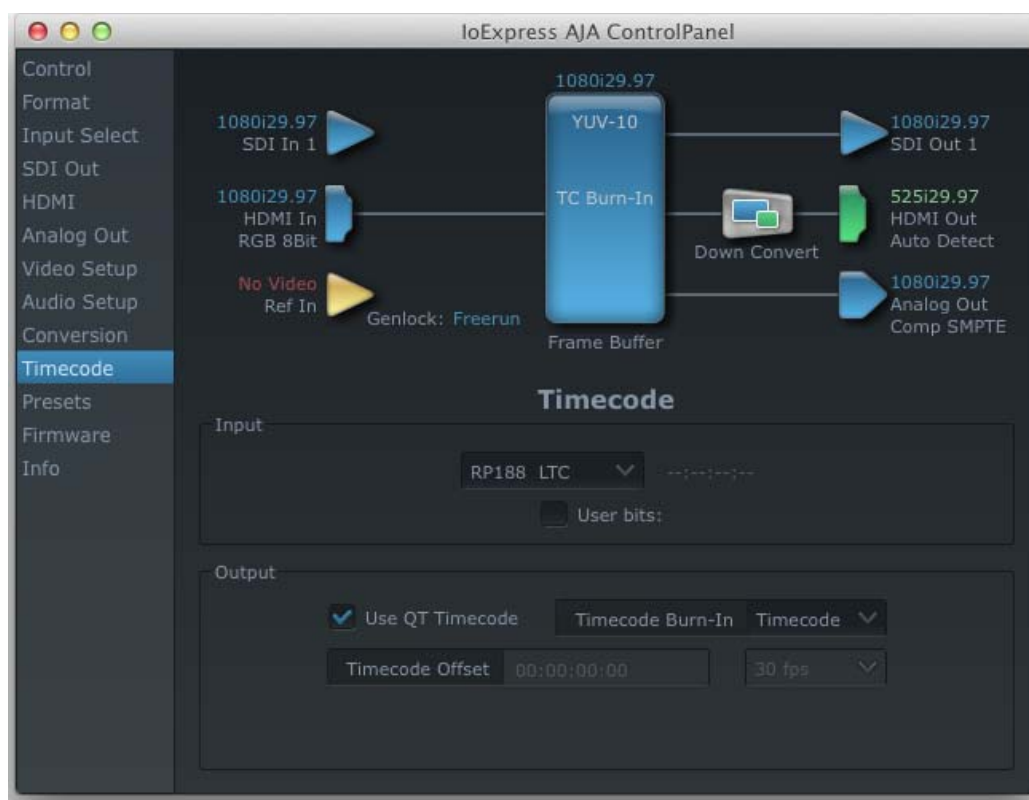 IoExpress AJA ControlPanel
Control
Format
Input Select
SDI Out
HDMI
Analog Out
Video Setup
Audio Setup
Conversion
Timecode
Presets
Firmware
Info
1080i29.97
SDI In 1
1080i29.97
HDMI In
RGB 8Bit
No Video
Ref In
Genlock: Freerun
1080i29.97
YUV-10
TC Burn-In
Frame Buffer
Down Convert
1080i29.97
SDI Out 1
525i29.97
HDMI Out
Auto Detect
1080i29.97
Analog Out
Comp SMPTE
Timecode
Input
RP188 LTC --:--:--:--
User bits:
Output
Use QT Timecode Timecode Burn-In Timecode
Timecode Offset 00:00:00:00 30 fps